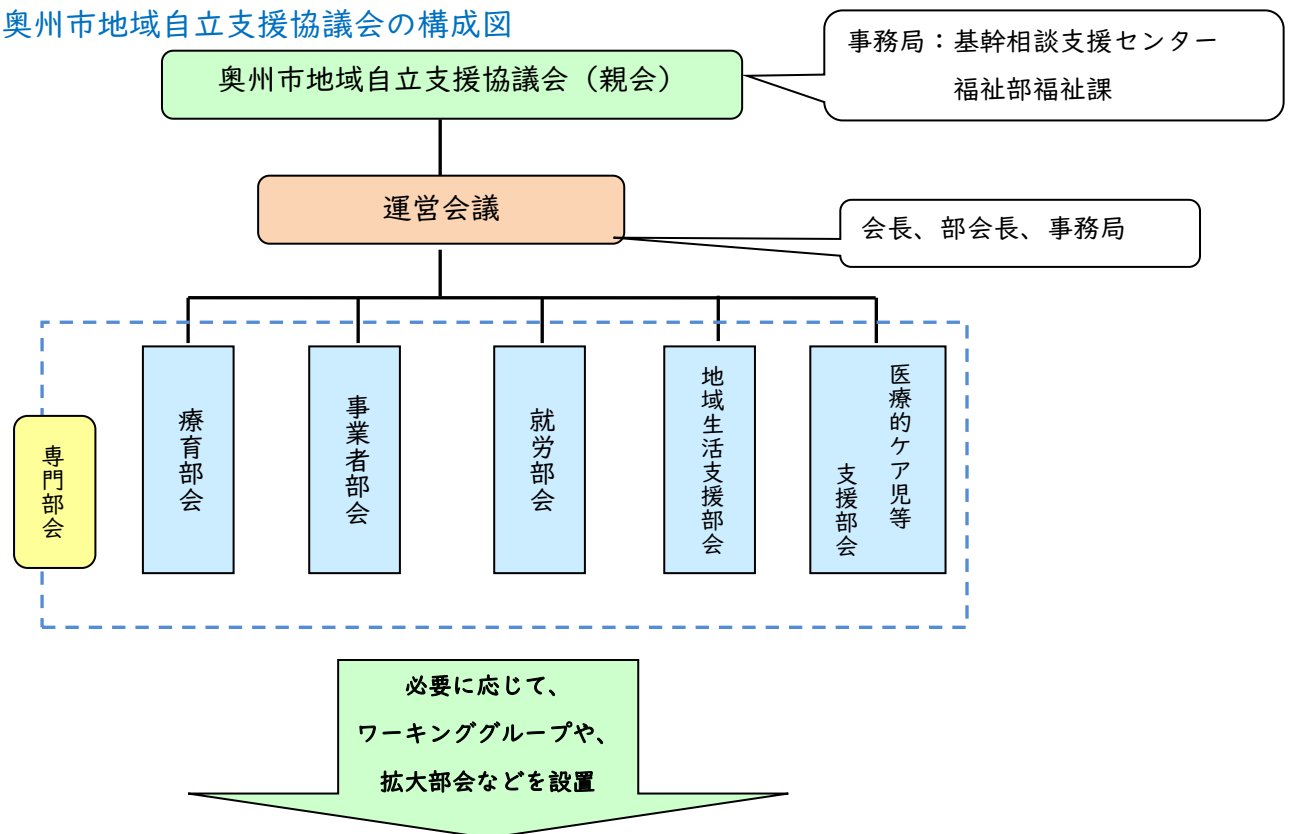 奥州市地域自立支援協議会の構成図
奥州市地域自立支援協議会（親会）
事務局：基幹相談支援センター
福祉部福祉課
運営会議
会長、部会長、事務局
専門部会
療育部会
事業者部会
就労部会
地域生活支援部会
医療的ケア児等
支援部会
必要に応じて、
ワーキンググループや、
拡大部会などを設置